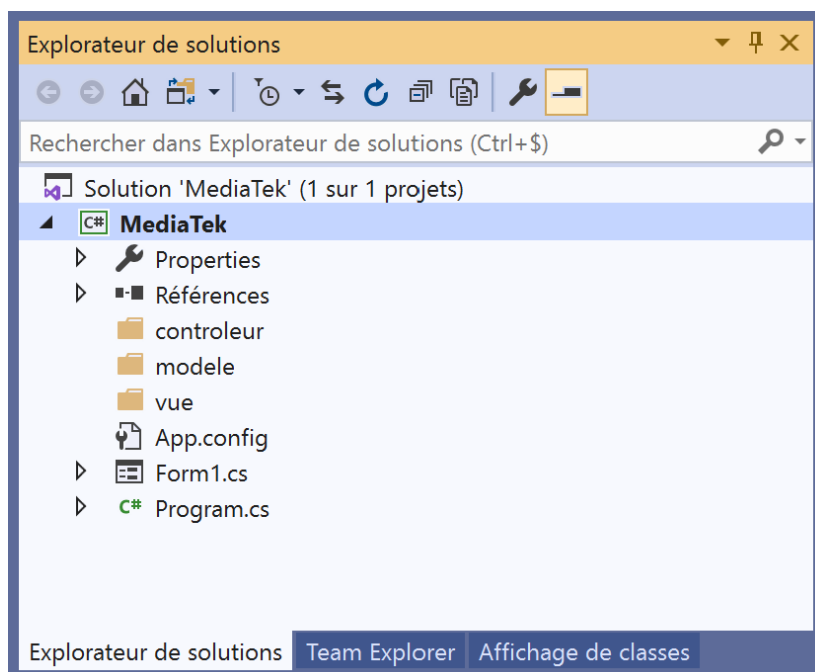 Explorateur de solutions
Rechercher dans Explorateur de solutions (Ctrl+$)
Solution 'MediaTek' (1 sur 1 projets)
C# MediaTek
Properties
Références
controleur
modele
vue
App.config
Form1.cs
C# Program.cs
Explorateur de solutions Team Explorer Affichage de classes